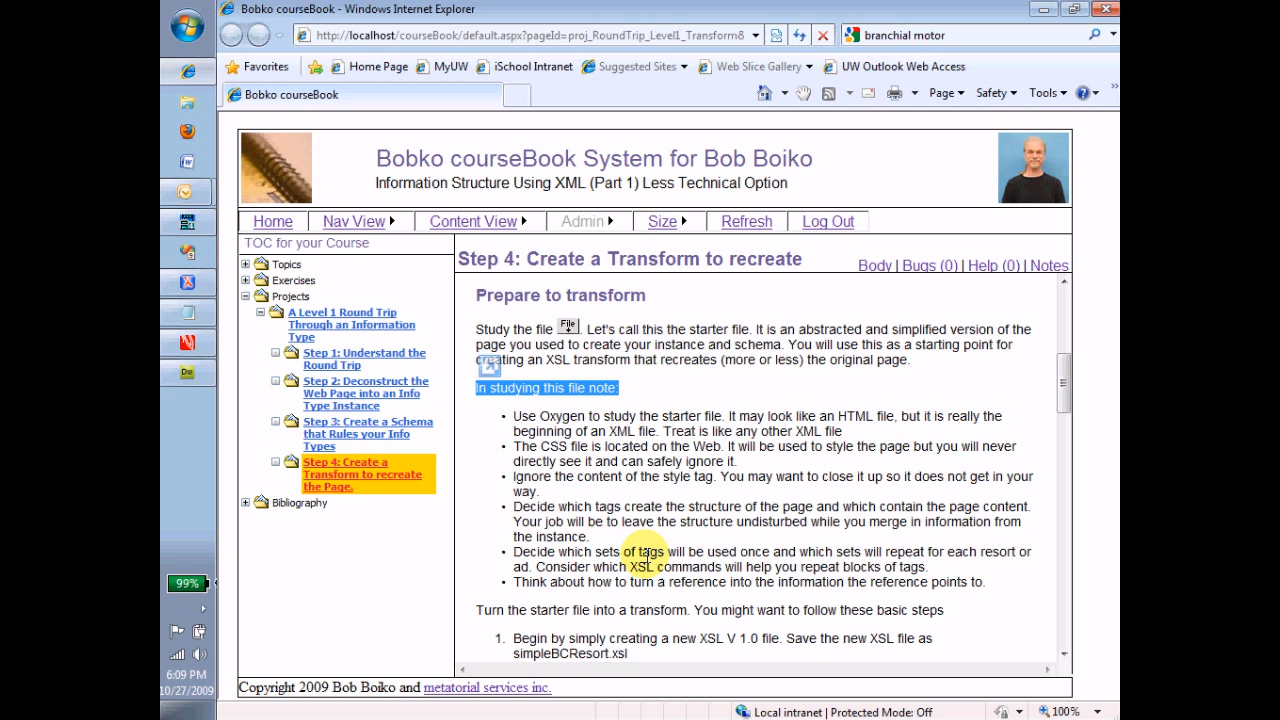 Bobko courseBook - Windows Internet Explorer
http://localhost/courseBook/default.aspx?pageId=proj_RoundTrip_Level1_Transform&
branchial motor
Favorites
Home Page
MyUW
iSchool Intranet
Suggested Sites
Web Slice Gallery
UW Outlook Web Access
Bobko courseBook
Page
Safety
Tools
Bobko courseBook System for Bob Boiko
Information Structure Using XML (Part 1) Less Technical Option
Home
Nav View
Content View
Admin
Size
Refresh
Log Out
TOC for your Course
Topics
Exercises
Projects
A Level 1 Round Trip
Through an Information
Type
Step 1: Understand the
Round Trip
Step 2: Deconstruct the
Web Page into an Info
Type Instance
Step 3: Create a Schema
that Rules your Info
Types
Step 4: Create a
Transform to recreate
the Page.
Bibliography
Step 4: Create a Transform to recreate
Body | Bugs (0) | Help (0) | Notes
Prepare to transform
Study the file File . Let's call this the starter file. It is an abstracted and simplified version of the
page you used to create your instance and schema. You will use this as a starting point for
creating an XSL transform that recreates (more or less) the original page.
In studying this file note:
• Use Oxygen to study the starter file. It may look like an HTML file, but it is really the
beginning of an XML file. Treat is like any other XML file
• The CSS file is located on the Web. It will be used to style the page but you will never
directly see it and can safely ignore it.
• Ignore the content of the style tag. You may want to close it up so it does not get in your
way.
• Decide which tags create the structure of the page and which contain the page content.
Your job will be to leave the structure undisturbed while you merge in information from
the instance.
• Decide which sets of tags will be used once and which sets will repeat for each resort or
ad. Consider which XSL commands will help you repeat blocks of tags.
• Think about how to turn a reference into the information the reference points to.
Turn the starter file into a transform. You might want to follow these basic steps
1. Begin by simply creating a new XSL V 1.0 file. Save the new XSL file as
simpleBCResort.xsl
Copyright 2009 Bob Boiko and metatorial services inc.
Local intranet | Protected Mode: Off
100%
99%
6:09 PM
10/27/2009